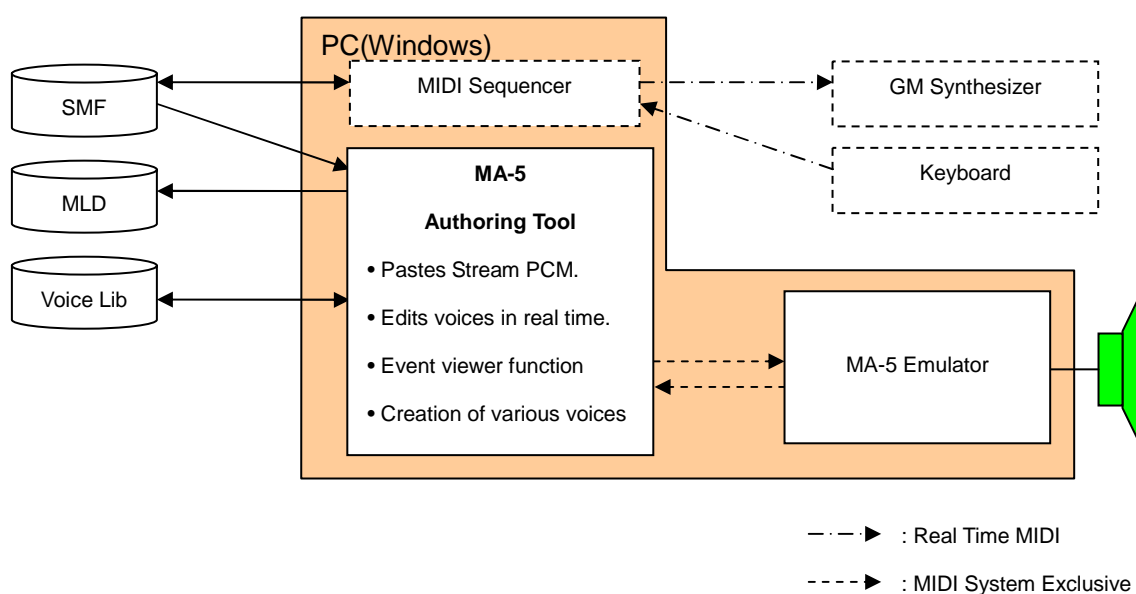 PC(Windows)
SMF
MIDI Sequencer
GM Synthesizer
MLD
MA-5
Authoring Tool
Keyboard
Voice Lib
• Pastes Stream PCM.
• Edits voices in real time.
• Event viewer function
• Creation of various voices
MA-5 Emulator
: Real Time MIDI
: MIDI System Exclusive